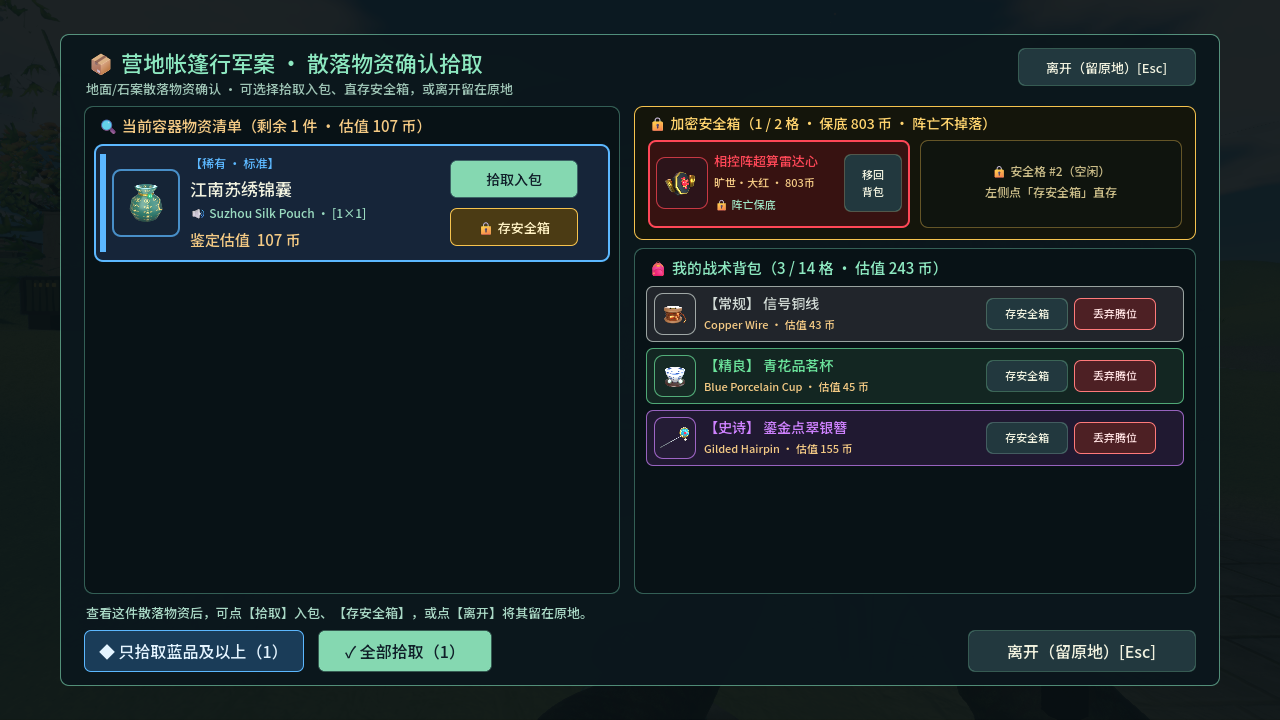 营地帐篷行军案 · 散落物资确认拾取
地面/石案散落物资确认 · 可选择拾取入包、直存安全箱，或离开留在原地
离开（留原地）[Esc]
当前容器物资清单（剩余 1 件 · 估值 107 币）
【稀有 · 标准】
江南苏绣锦囊
Suzhou Silk Pouch · [1×1]
鉴定估值 107 币
拾取入包
存安全箱
加密安全箱（1 / 2 格 · 保底 803 币 · 阵亡不掉落）
相控阵超算雷达心
旷世·大红 · 803币
阵亡保底
移回
背包
安全格 #2（空闲）
左侧点「存安全箱」直存
我的战术背包（3 / 14 格 · 估值 243 币）
【常规】 信号铜线
Copper Wire · 估值 43 币
存安全箱
丢弃腾位
【精良】 青花品茗杯
Blue Porcelain Cup · 估值 45 币
存安全箱
丢弃腾位
【史诗】 鎏金点翠银簪
Gilded Hairpin · 估值 155 币
存安全箱
丢弃腾位
查看这件散落物资后，可点【拾取】入包、【存安全箱】，或点【离开】将其留在原地。
◆ 只拾取蓝品及以上（1）
✓ 全部拾取（1）
离开（留原地）[Esc]